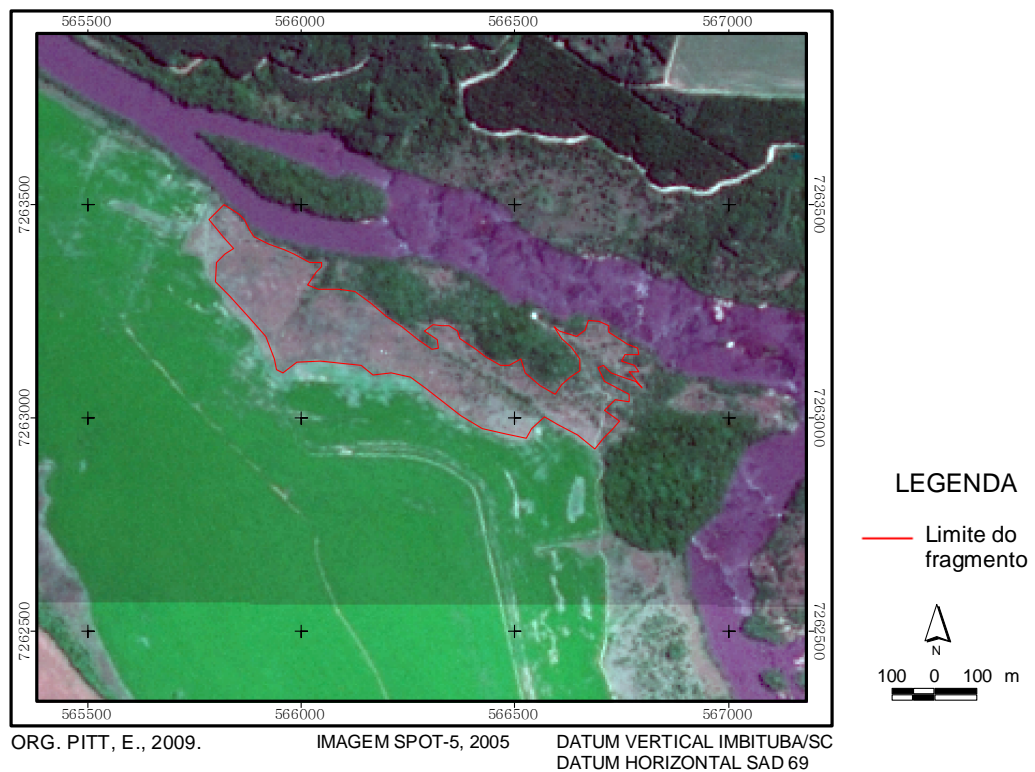 565500 566000 566500 567000
7263500 7263500
7263000 7263000
7262500 7262500
565500 566000 566500 567000
LEGENDA
Limite do
fragmento
N
100 0 100 m
ORG. PITT, E., 2009. IMAGEM SPOT-5, 2005 DATUM VERTICAL IMBITUBA/SC
DATUM HORIZONTAL SAD 69